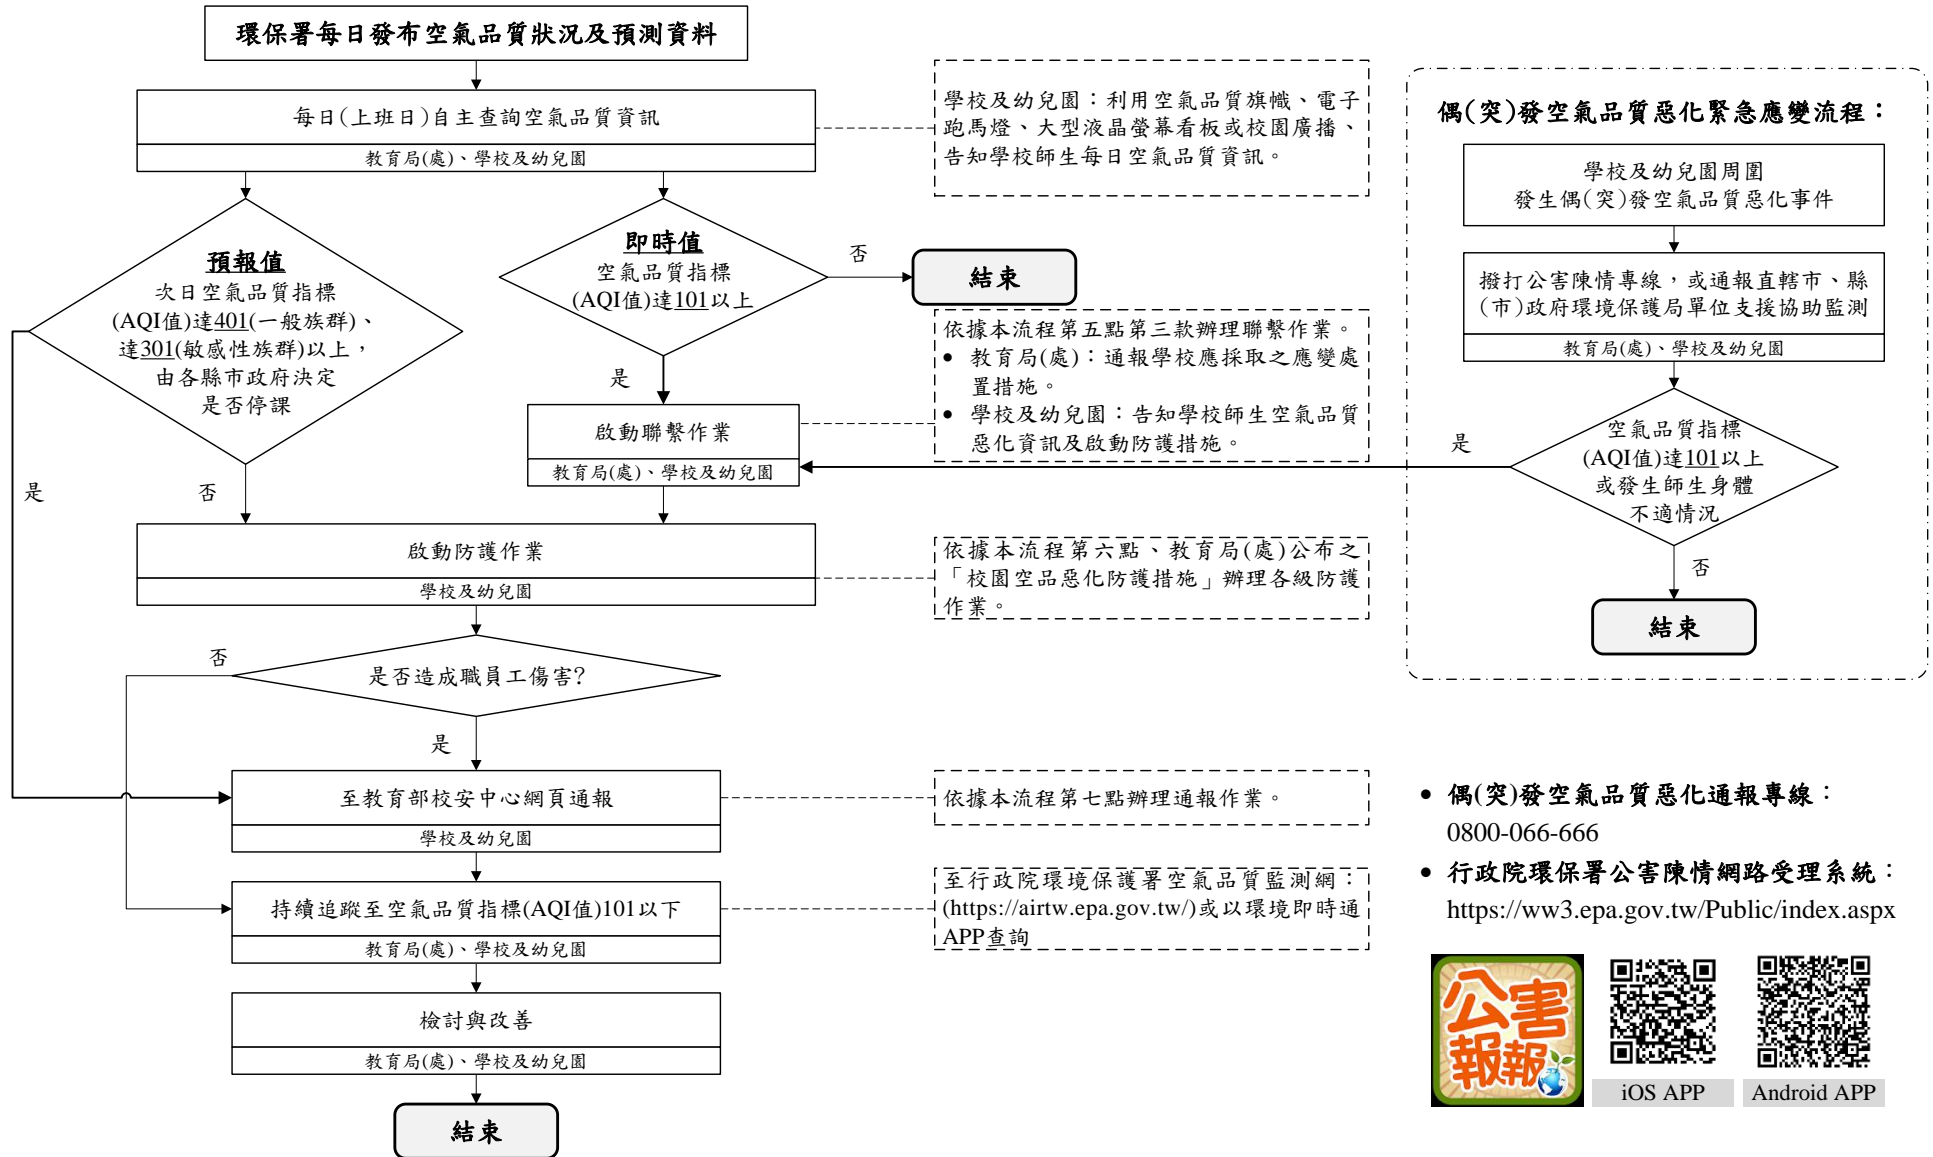 環保署每日發布空氣品質狀況及預測資料
每日(上班日)自主查詢空氣品質資訊
教育局(處)、學校及幼兒園
學校及幼兒園：利用空氣品質旗幟、電子
跑馬燈、大型液晶螢幕看板或校園廣播、
告知學校師生每日空氣品質資訊。
預報值
次日空氣品質指標
(AQI值)達401(一般族群)、
達301(敏感性族群)以上，
由各縣市政府決定
是否停課
即時值
空氣品質指標
(AQI值)達101以上
否
結束
是
依據本流程第五點第三款辦理聯繫作業。
• 教育局(處)：通報學校應採取之應變處
置措施。
• 學校及幼兒園：告知學校師生空氣品質
惡化資訊及啟動防護措施。
啟動聯繫作業
教育局(處)、學校及幼兒園
是
否
啟動防護作業
學校及幼兒園
依據本流程第六點、教育局(處)公布之
「校園空品惡化防護措施」辦理各級防護
作業。
否
是否造成職員工傷害?
是
至教育部校安中心網頁通報
學校及幼兒園
依據本流程第七點辦理通報作業。
持續追蹤至空氣品質指標(AQI值)101以下
教育局(處)、學校及幼兒園
至行政院環境保護署空氣品質監測網：
(https://airtw.epa.gov.tw/)或以環境即時通
APP查詢
檢討與改善
教育局(處)、學校及幼兒園
結束
偶(突)發空氣品質惡化緊急應變流程：
學校及幼兒園周圍
發生偶(突)發空氣品質惡化事件
撥打公害陳情專線，或通報直轄市、縣
(市)政府環境保護局單位支援協助監測
教育局(處)、學校及幼兒園
是
空氣品質指標
(AQI值)達101以上
或發生師生身體
不適情況
否
結束
• 偶(突)發空氣品質惡化通報專線：
0800-066-666
• 行政院環保署公害陳情網路受理系統：
https://ww3.epa.gov.tw/Public/index.aspx
公害
報報
iOS APP
Android APP